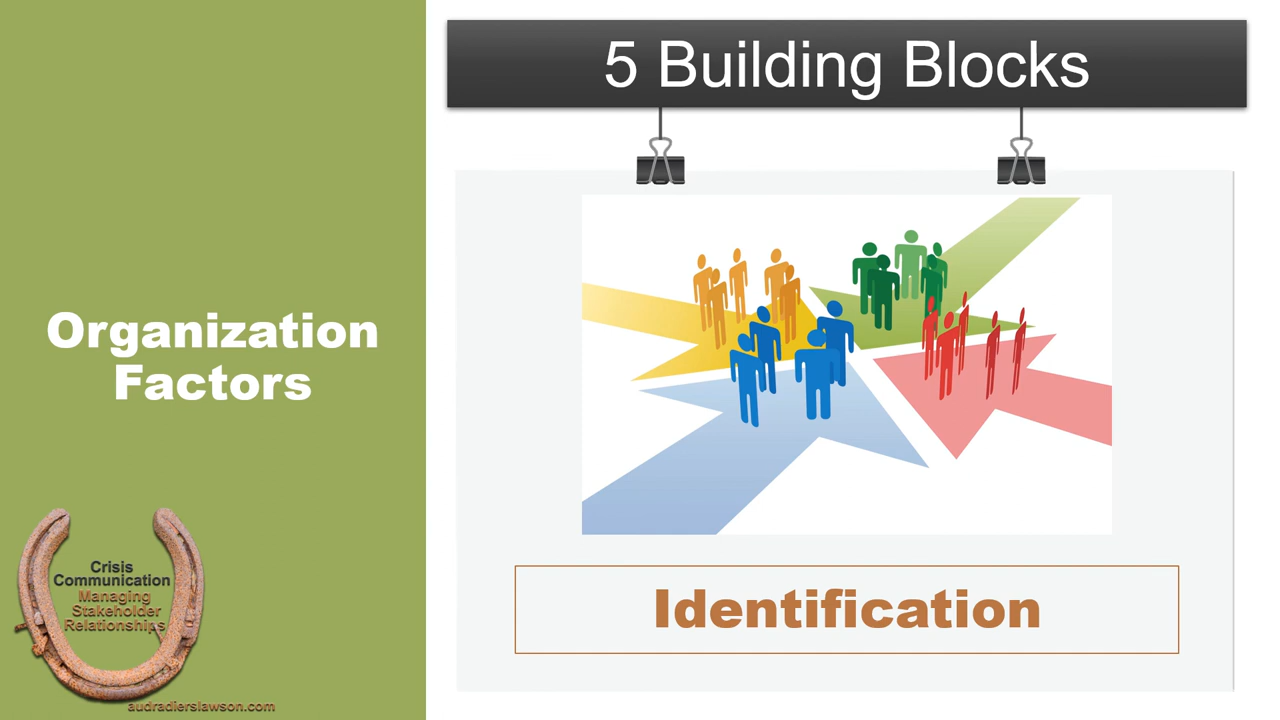 5 Building Blocks
Organization
Factors
Identification
Crisis
Communication
Managing
Stakeholder
Relationships
audradierslawson.com